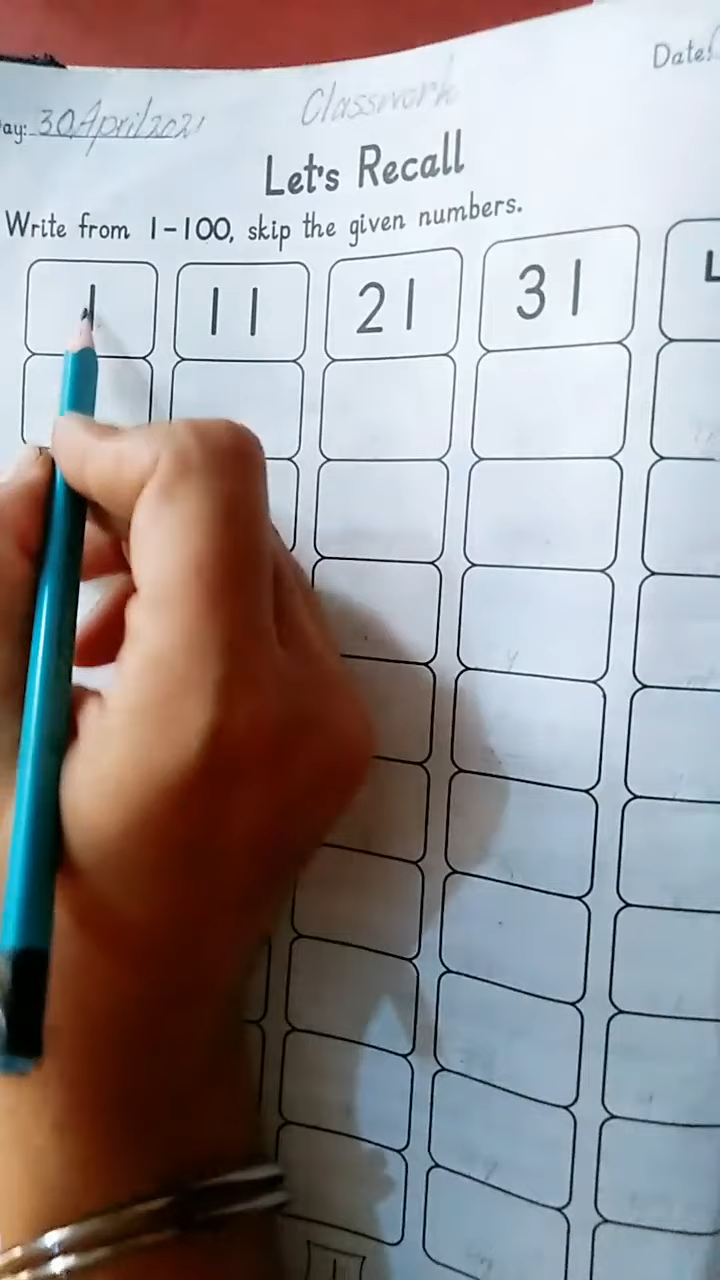 Classwork Date:
ay: 30 April 2021
Let's Recall
Write from 1-100, skip the given numbers.
1 11 21 31